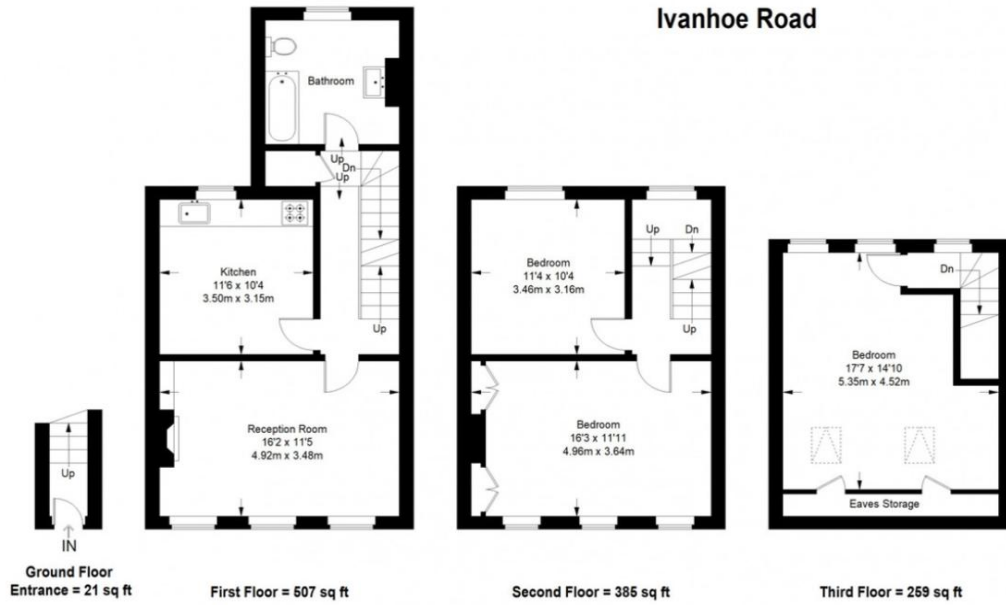 Ivanhoe Road
Bathroom
Up
Dn
Up
Kitchen
11'6 x 10'4
3.50m x 3.15m
Up
Reception Room
16'2 x 11'5
4.92m x 3.48m
Up
IN
Ground Floor
Entrance = 21 sq ft
First Floor = 507 sq ft
Up
Dn
Bedroom
11'4 x 10'4
3.46m x 3.16m
Up
Bedroom
16'3 x 11'11
4.96m x 3.64m
Second Floor = 385 sq ft
Dn
Bedroom
17'7 x 14'10
5.35m x 4.52m
Eaves Storage
Third Floor = 259 sq ft